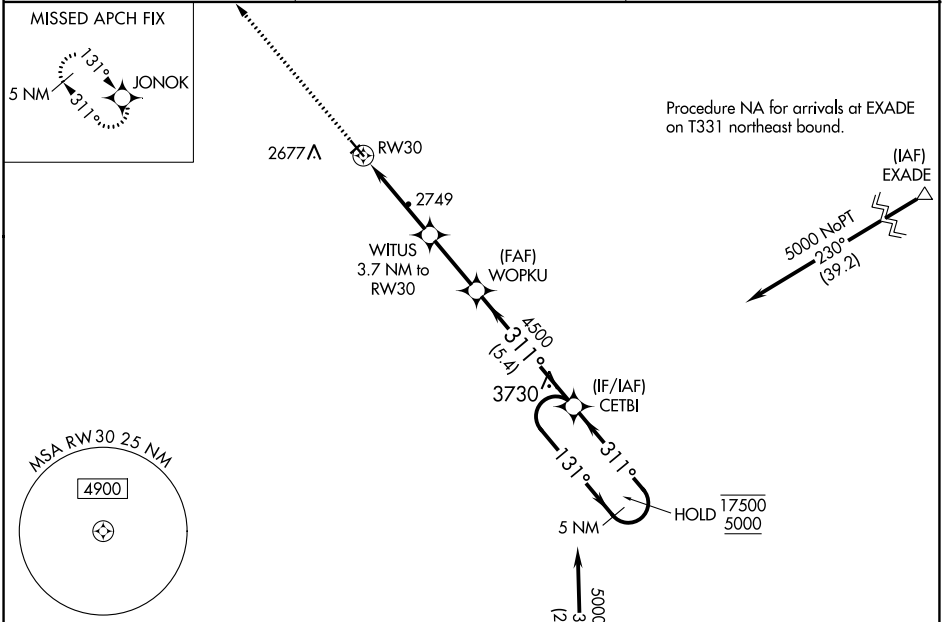 MISSED APCH FIX
131°
JONOK
5 NM
311°
2677
RW30
2749
WITUS
3.7 NM to
RW30
(FAF)
WOPKU
4500
311°
(5.4)
3730
(IF/IAF)
CETBI
131°
311°
5 NM
HOLD
17500
5000
5000
Procedure NA for arrivals at EXADE
on T331 northeast bound.
(IAF)
EXADE
5000 NoPT
230°
(39.2)
MSA RW30 25 NM
4900